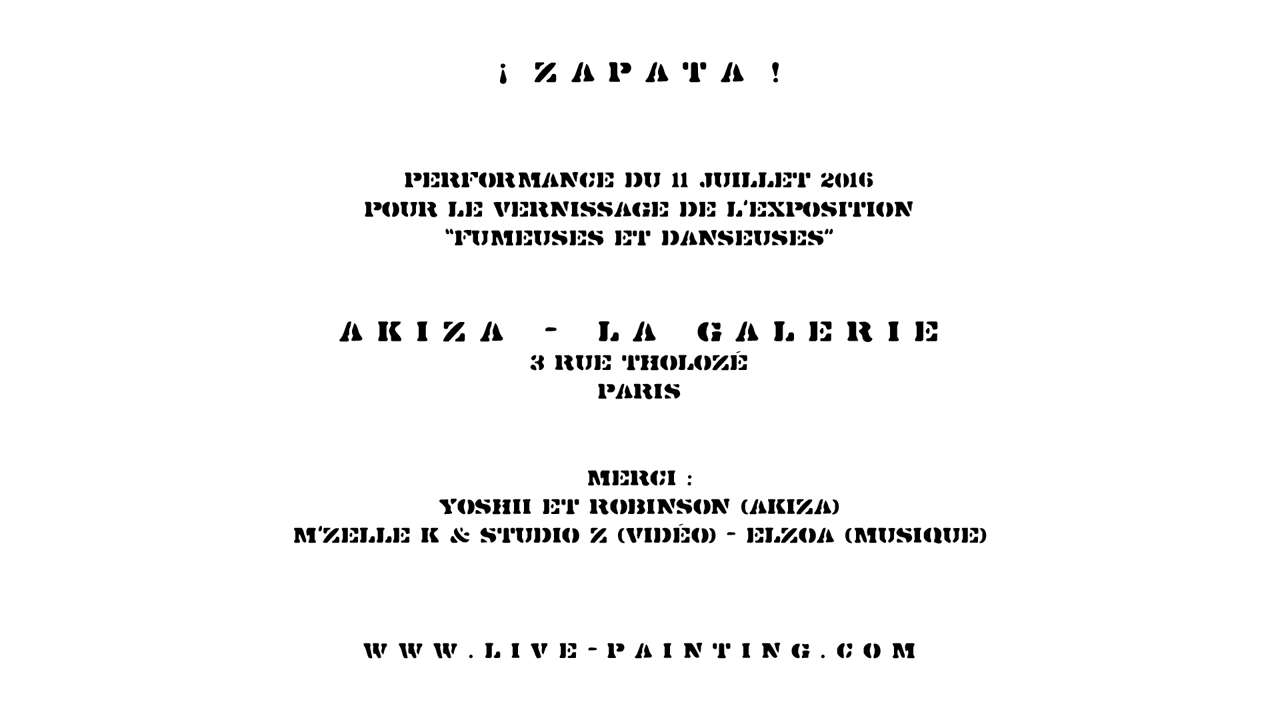 ¡ ZAPATA !
PERFORMANCE DU 11 JUILLET 2016
POUR LE VERNISSAGE DE L'EXPOSITION
"FUMEUSES ET DANSEUSES"
AKIZA - LA GALERIE
3 RUE THOLOZÉ
PARIS
MERCI :
YOSHII ET ROBINSON (AKIZA)
M'ZELLE K & STUDIO Z (VIDÉO) - ELZOA (MUSIQUE)
WWW.LIVE-PAINTING.COM